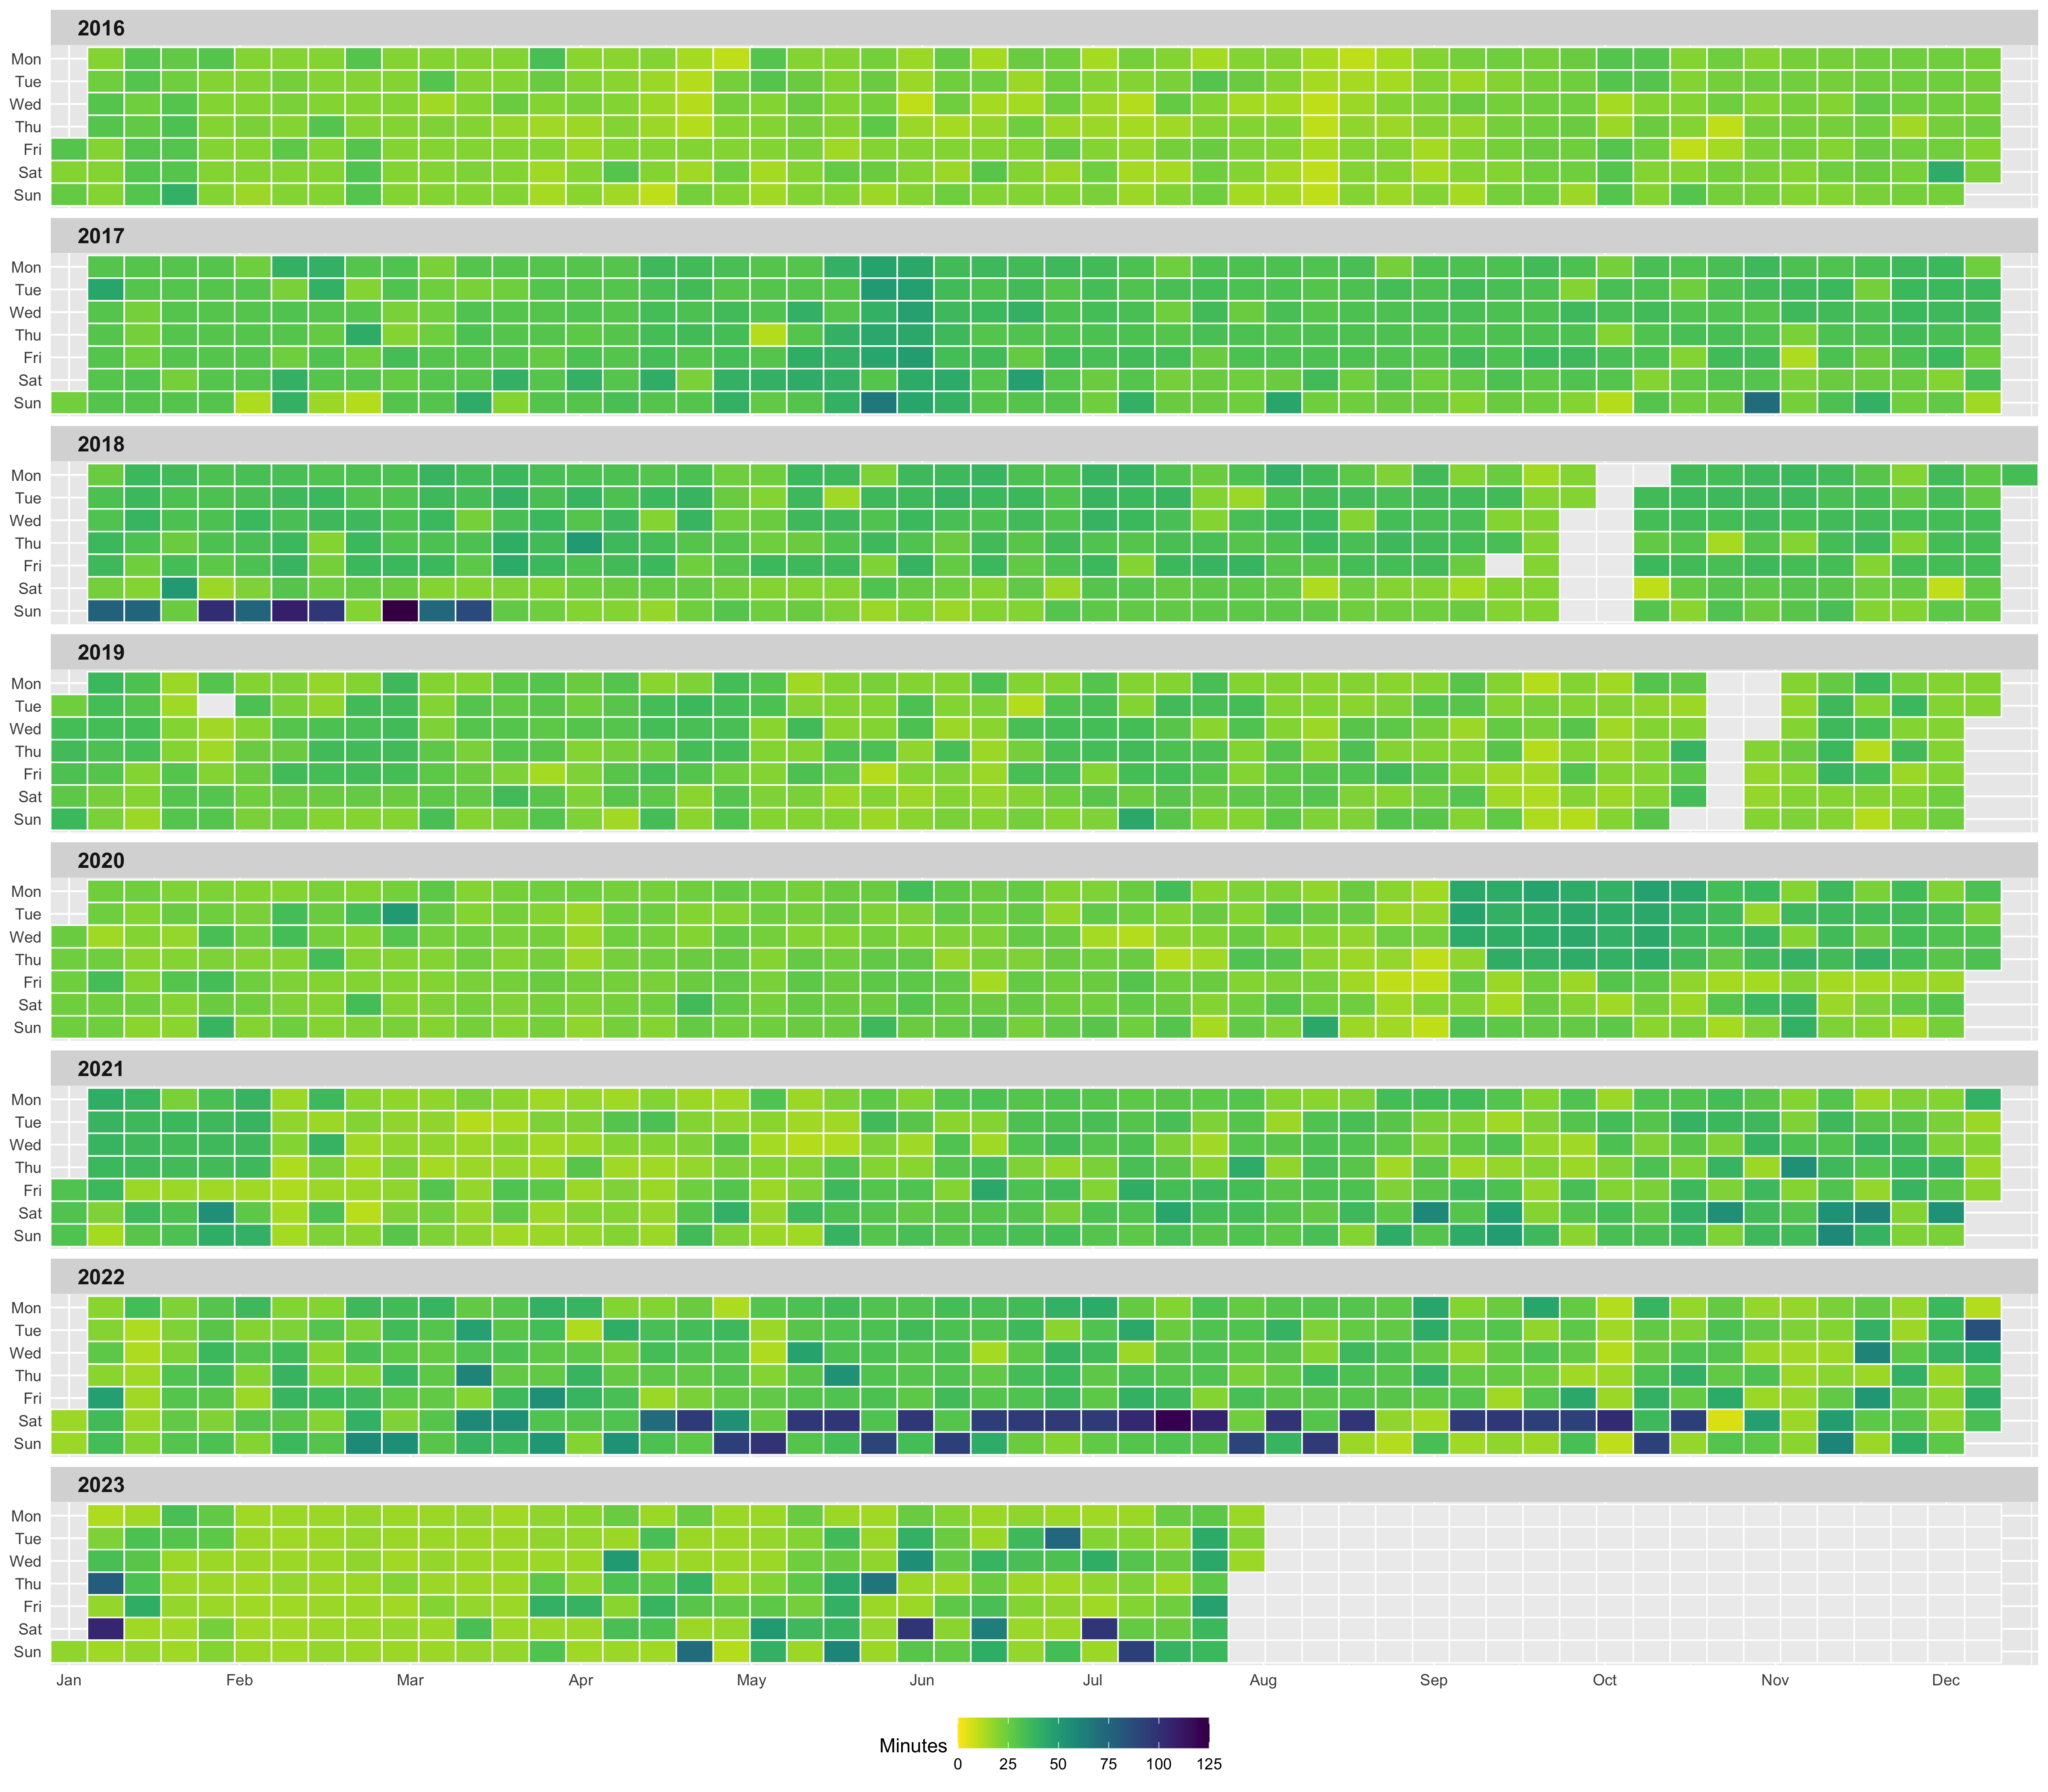 2016
Mon
Tue
Wed
Thu
Fri
Sat
Sun
2017
Mon
Tue
Wed
Thu
Fri
Sat
Sun
2018
Mon
Tue
Wed
Thu
Fri
Sat
Sun
2019
Mon
Tue
Wed
Thu
Fri
Sat
Sun
2020
Mon
Tue
Wed
Thu
Fri
Sat
Sun
2021
Mon
Tue
Wed
Thu
Fri
Sat
Sun
2022
Mon
Tue
Wed
Thu
Fri
Sat
Sun
2023
Mon
Tue
Wed
Thu
Fri
Sat
Sun
Jan Feb Mar Apr May Jun Jul Aug Sep Oct Nov Dec
Minutes
0 25 50 75 100 125